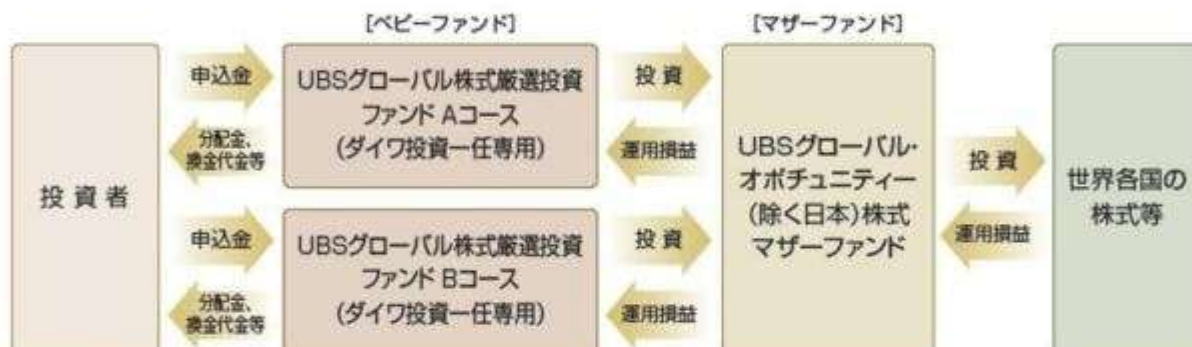 [ベビーファンド]
[マザーファンド]
投資者
申込金
分配金、
換金代金等
UBSグローバル株式厳選投資
ファンド Aコース
(ダイワ投資一任専用)
投資
運用損益
申込金
分配金、
換金代金等
UBSグローバル株式厳選投資
ファンド Bコース
(ダイワ投資一任専用)
投資
運用損益
UBSグローバル・
オポチュニティー
(除く日本)株式
マザーファンド
投資
運用損益
世界各国の
株式等